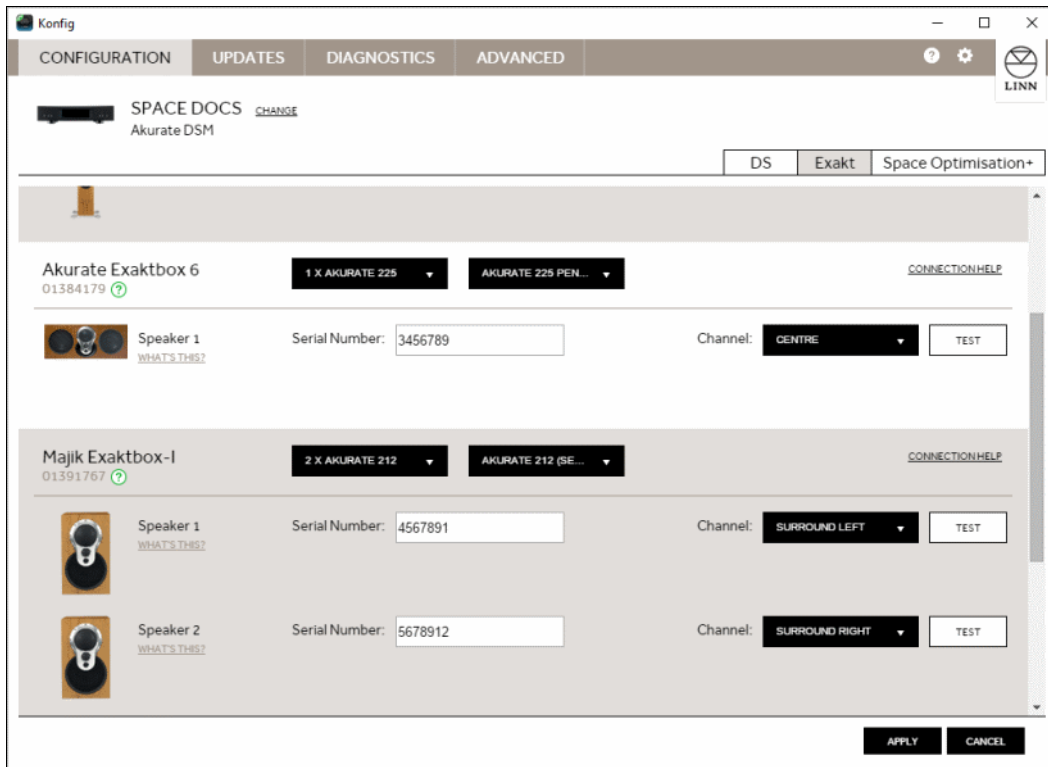 Konfig
CONFIGURATION UPDATES DIAGNOSTICS ADVANCED
LINN
SPACE DOCS CHANGE
Akurate DSM
DS Exakt Space Optimisation+
Akurate Exaktbox 6 1 X AKURATE 225 AKURATE 225 PEN... CONNECTION HELP
01384179 ?
Speaker 1 Serial Number: 3456789 Channel: CENTRE TEST
WHAT'S THIS?
Majik Exaktbox-I 2 X AKURATE 212 AKURATE 212 (SE... CONNECTION HELP
01391767 ?
Speaker 1 Serial Number: 4567891 Channel: SURROUND LEFT TEST
WHAT'S THIS?
Speaker 2 Serial Number: 5678912 Channel: SURROUND RIGHT TEST
WHAT'S THIS?
APPLY CANCEL